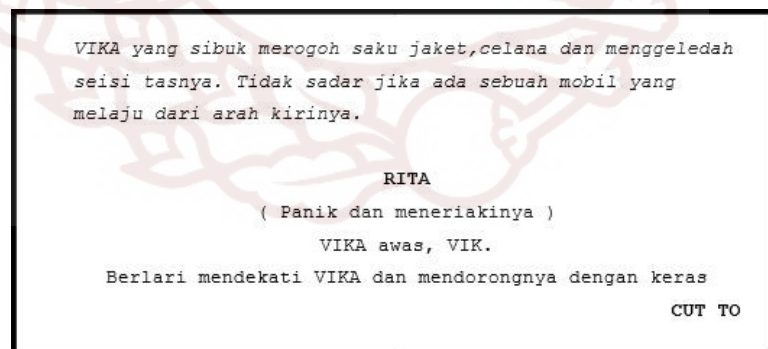 VIKA yang sibuk merogoh saku jaket,celana dan menggeledah
seisi tasnya. Tidak sadar jika ada sebuah mobil yang
melaju dari arah kirinya.
RITA
( Panik dan meneriakinya )
VIKA awas, VIK.
Berlari mendekati VIKA dan mendorongnya dengan keras
CUT TO